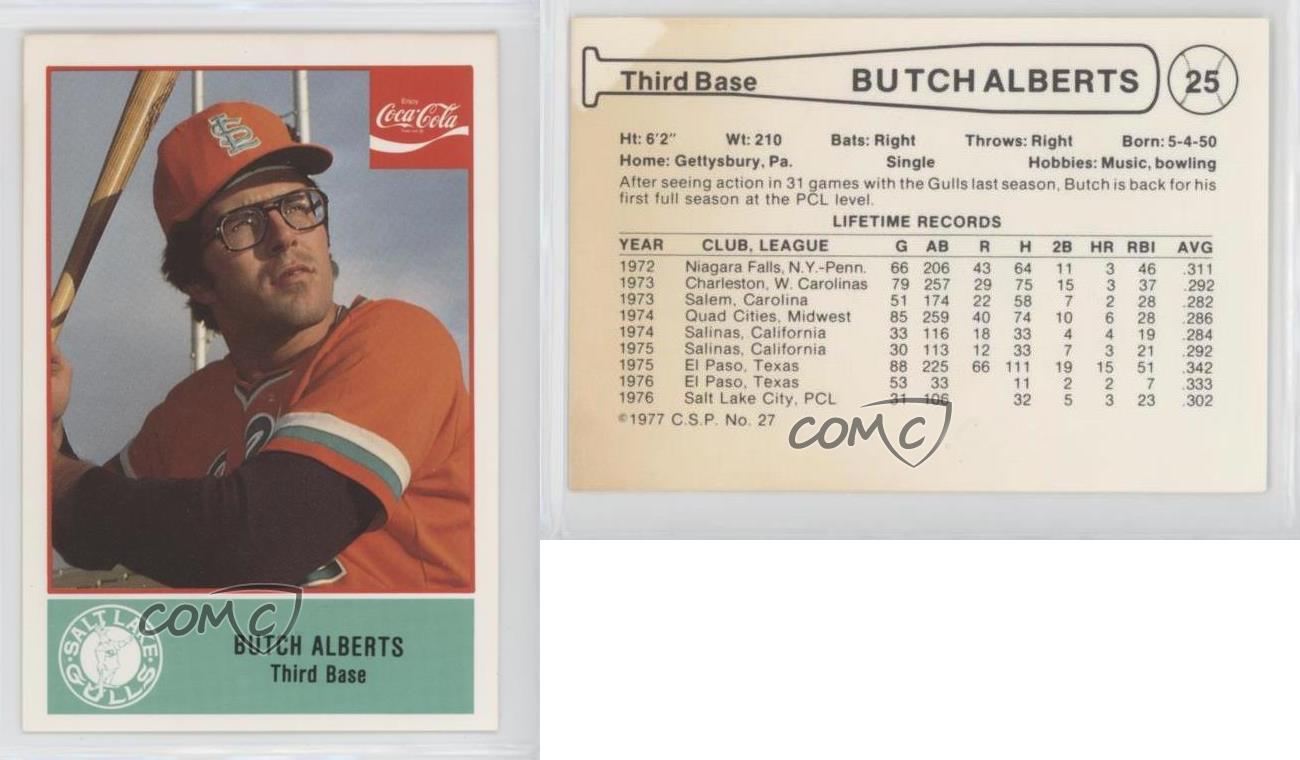 Enjoy
Coca-Cola
SL
SALT LAKE GULLS
COMC
BUTCH ALBERTS
Third Base
Third Base BUTCH ALBERTS 25
Ht: 6'2" Wt: 210 Bats: Right Throws: Right Born: 5-4-50
Home: Gettysbury, Pa. Single Hobbies: Music, bowling
After seeing action in 31 games with the Gulls last season, Butch is back for his
first full season at the PCL level.
LIFETIME RECORDS
YEAR CLUB, LEAGUE G AB R H 2B HR RBI AVG
1972 Niagara Falls, N.Y.-Penn. 66 206 43 64 11 3 46 .311
1973 Charleston, W. Carolinas 79 257 29 75 15 3 37 .292
1973 Salem, Carolina 51 174 22 58 7 2 28 .282
1974 Quad Cities, Midwest 85 259 40 74 10 6 28 .286
1974 Salinas, California 33 116 18 33 4 4 19 .284
1975 Salinas, California 30 113 12 33 7 3 21 .292
1975 El Paso, Texas 88 225 66 111 19 15 51 .342
1976 El Paso, Texas 53 33 11 2 2 7 .333
1976 Salt Lake City, PCL 31 106 32 5 3 23 .302
©1977 C.S.P. No. 27
COMC